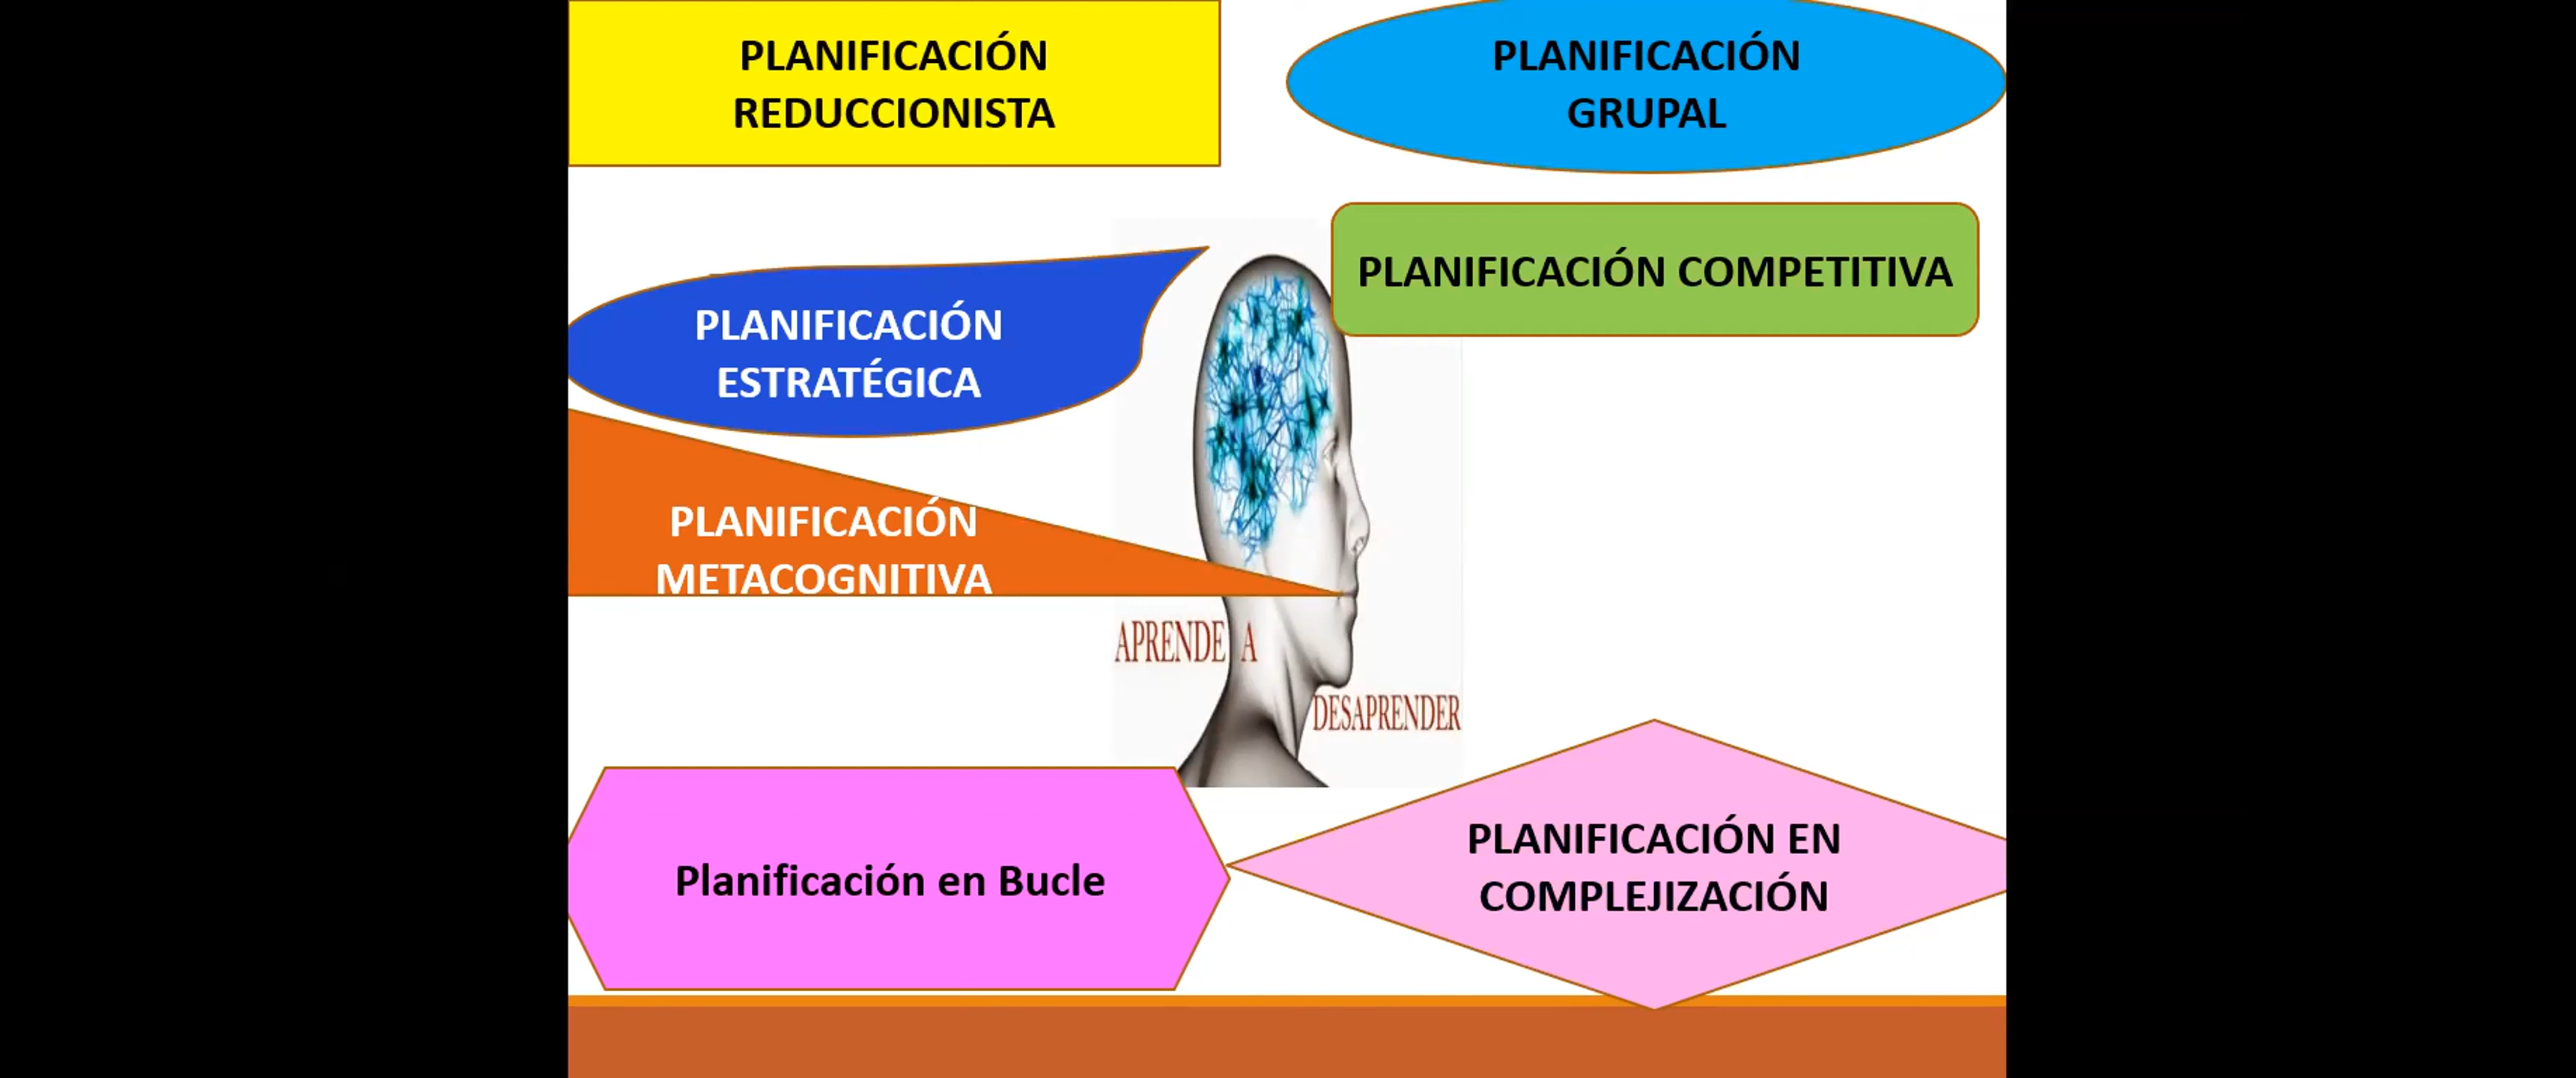 PLANIFICACIÓN
REDUCCIONISTA
PLANIFICACIÓN
GRUPAL
PLANIFICACIÓN COMPETITIVA
PLANIFICACIÓN
ESTRATÉGICA
PLANIFICACIÓN
METACOGNITIVA
APRENDE A
DESAPRENDER
Planificación en Bucle
PLANIFICACIÓN EN
COMPLEJIZACIÓN